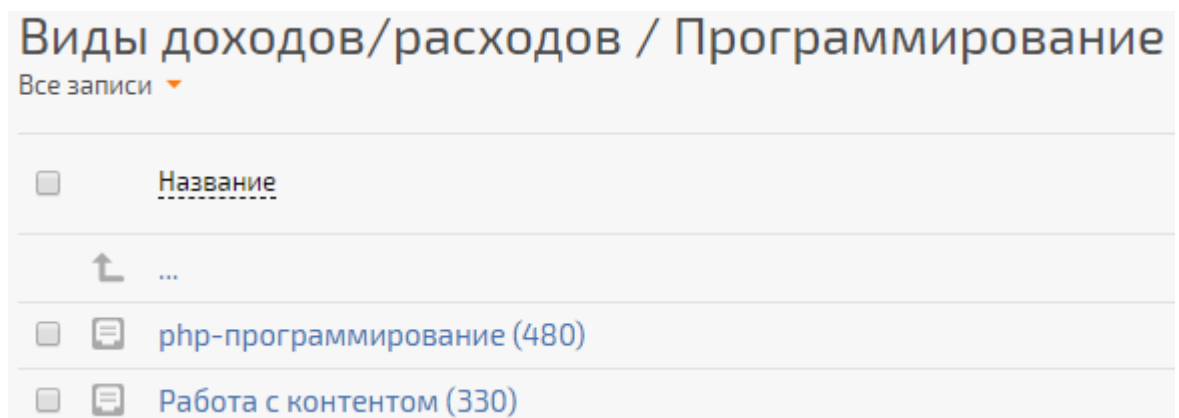 Виды доходов/расходов / Программирование
Все записи
Название
...
php-программирование (480)
Работа с контентом (330)